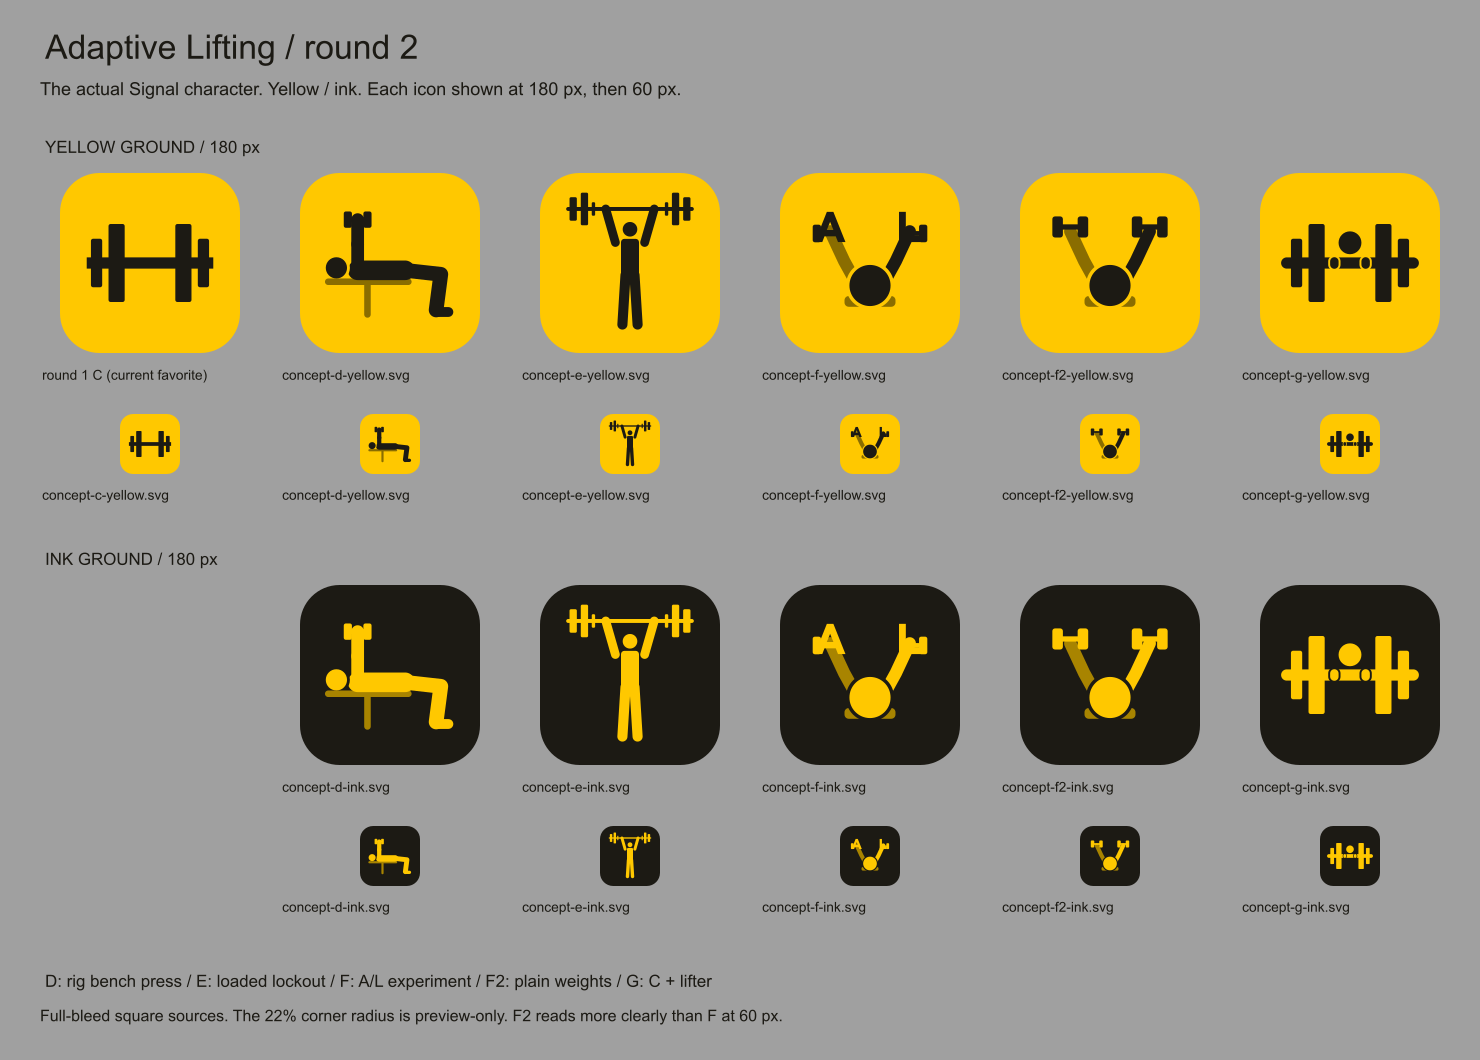 Adaptive Lifting / round 2
The actual Signal character. Yellow / ink. Each icon shown at 180 px, then 60 px.
YELLOW GROUND / 180 px
A L
round 1 C (current favorite) concept-d-yellow.svg concept-e-yellow.svg concept-f-yellow.svg concept-f2-yellow.svg concept-g-yellow.svg
A L
concept-c-yellow.svg concept-d-yellow.svg concept-e-yellow.svg concept-f-yellow.svg concept-f2-yellow.svg concept-g-yellow.svg
INK GROUND / 180 px
A L
concept-d-ink.svg concept-e-ink.svg concept-f-ink.svg concept-f2-ink.svg concept-g-ink.svg
A L
concept-d-ink.svg concept-e-ink.svg concept-f-ink.svg concept-f2-ink.svg concept-g-ink.svg
D: rig bench press / E: loaded lockout / F: A/L experiment / F2: plain weights / G: C + lifter
Full-bleed square sources. The 22% corner radius is preview-only. F2 reads more clearly than F at 60 px.